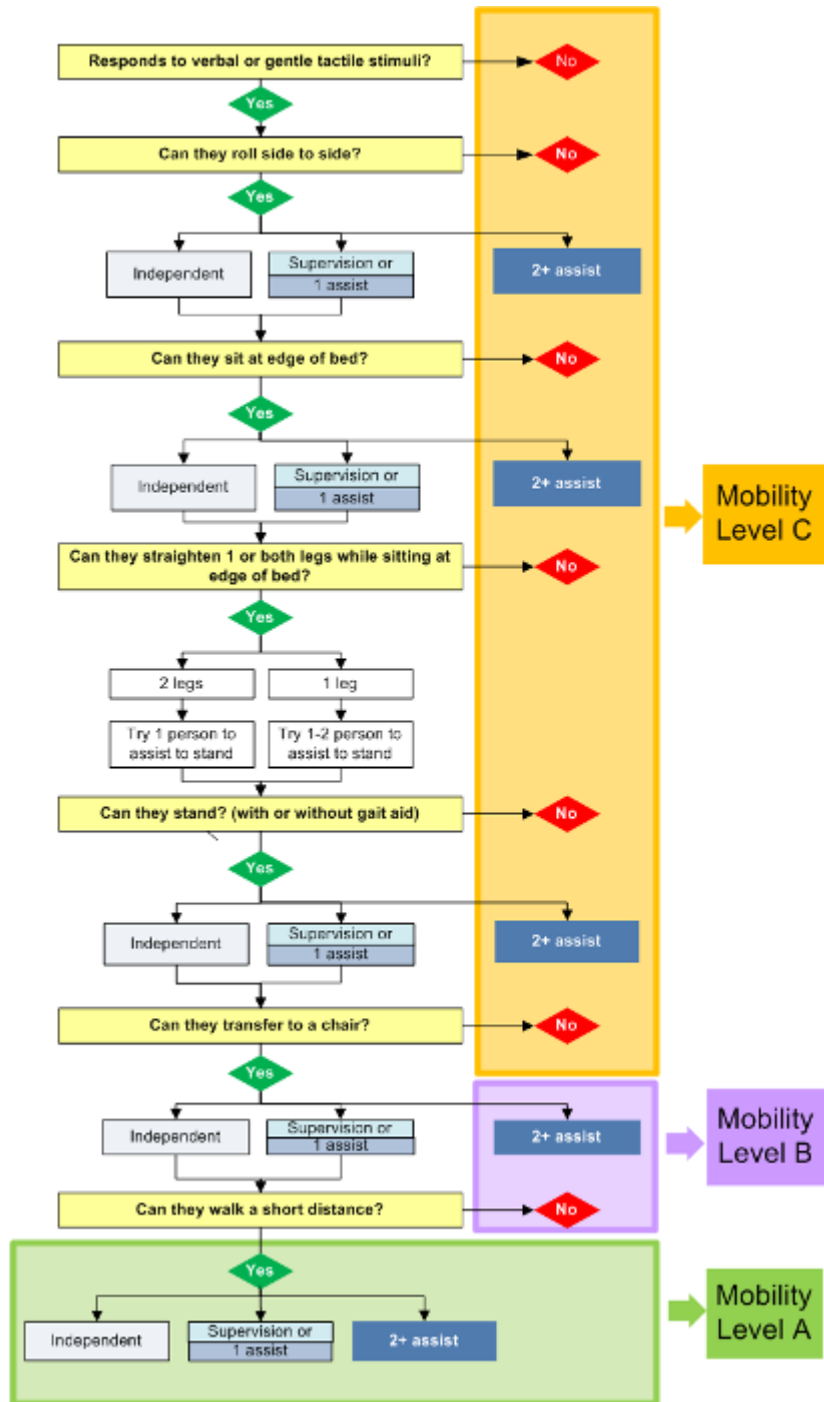 Responds to verbal or gentle tactile stimuli?
No
Yes
Can they roll side to side?
No
Yes
Independent
Supervision or
1 assist
2+ assist
Can they sit at edge of bed?
No
Yes
Independent
Supervision or
1 assist
2+ assist
Mobility
Level C
Can they straighten 1 or both legs while sitting at
edge of bed?
No
Yes
2 legs
1 leg
Try 1 person to
assist to stand
Try 1-2 person to
assist to stand
Can they stand? (with or without gait aid)
No
Yes
Independent
Supervision or
1 assist
2+ assist
Can they transfer to a chair?
No
Yes
Independent
Supervision or
1 assist
2+ assist
Mobility
Level B
Can they walk a short distance?
No
Yes
Independent
Supervision or
1 assist
2+ assist
Mobility
Level A